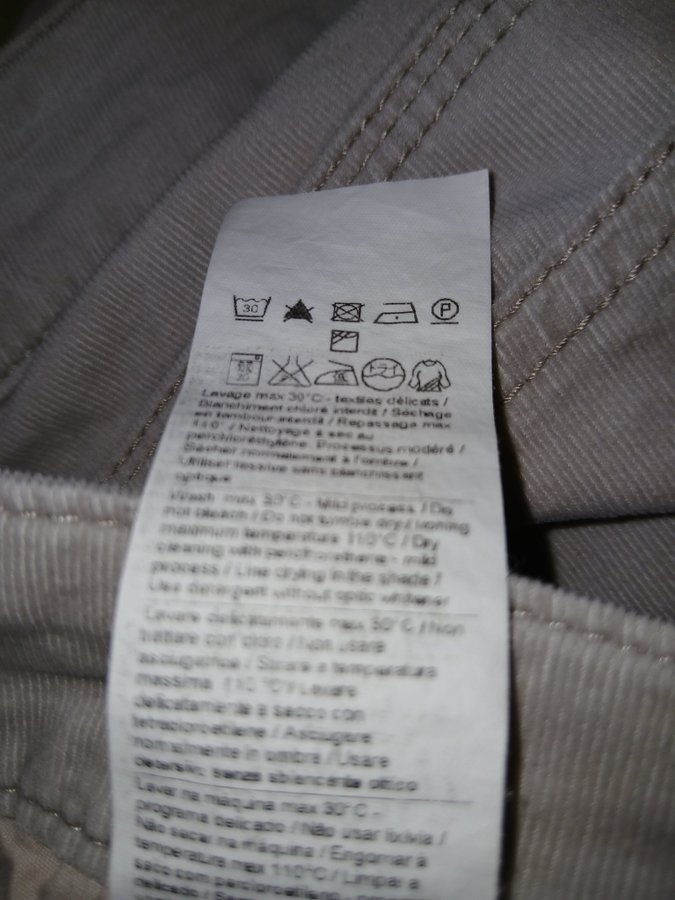 30
P
Lavage max 30°C - textiles délicats /
Blanchiment chloré interdit / Séchage
en tambour interdit / Repassage max
110° / Nettoyage à sec au
perchloréthylène. Processus modéré /
Sécher normalement à l'ombre /
Utiliser lessive sans blanchissant
optique
Wash max 30°C - Mild process / Do
not bleach / Do not tumble dry / Ironing
maximum temperature 110°C / Dry
cleaning with perchlorethene - mild
process / Line drying in the shade /
Use detergent without optic whitener
Lavare delicatamente max 30°C / Non
trattare con cloro / Non usare
asciugatrice / Stirare a temperatura
massima 110 °C / Lavare
delicatamente a secco con
tetracloroetilene / Asciugare
normalmente in ombra / Usare
detersivo senza sbiancante ottico
Lavar na máquina max 30°C -
programa delicado / Não usar lixivia /
Não secar na máquina / Engomar à
temperatura max 110°C / Limpar a
seco com percloroetileno -
delicado /